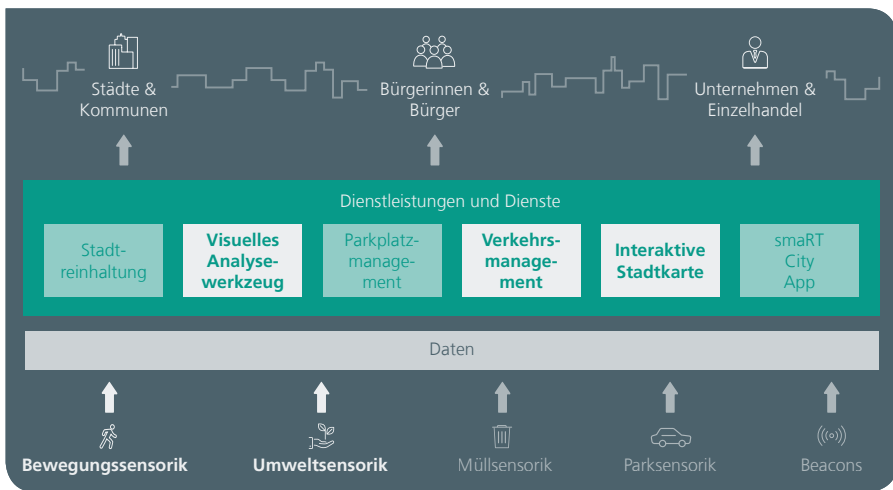 Städte &
Kommunen
Bürgerinnen &
Bürger
Unternehmen &
Einzelhandel
Dienstleistungen und Dienste
Stadt-
reinhaltung
Visuelles
Analyse-
werkzeug
Parkplatz-
manage-
ment
Verkehrs-
manage-
ment
Interaktive
Stadtkarte
smaRT
City
App
Daten
Bewegungssensorik
Umweltsensorik
Müllsensorik
Parksensorik
Beacons